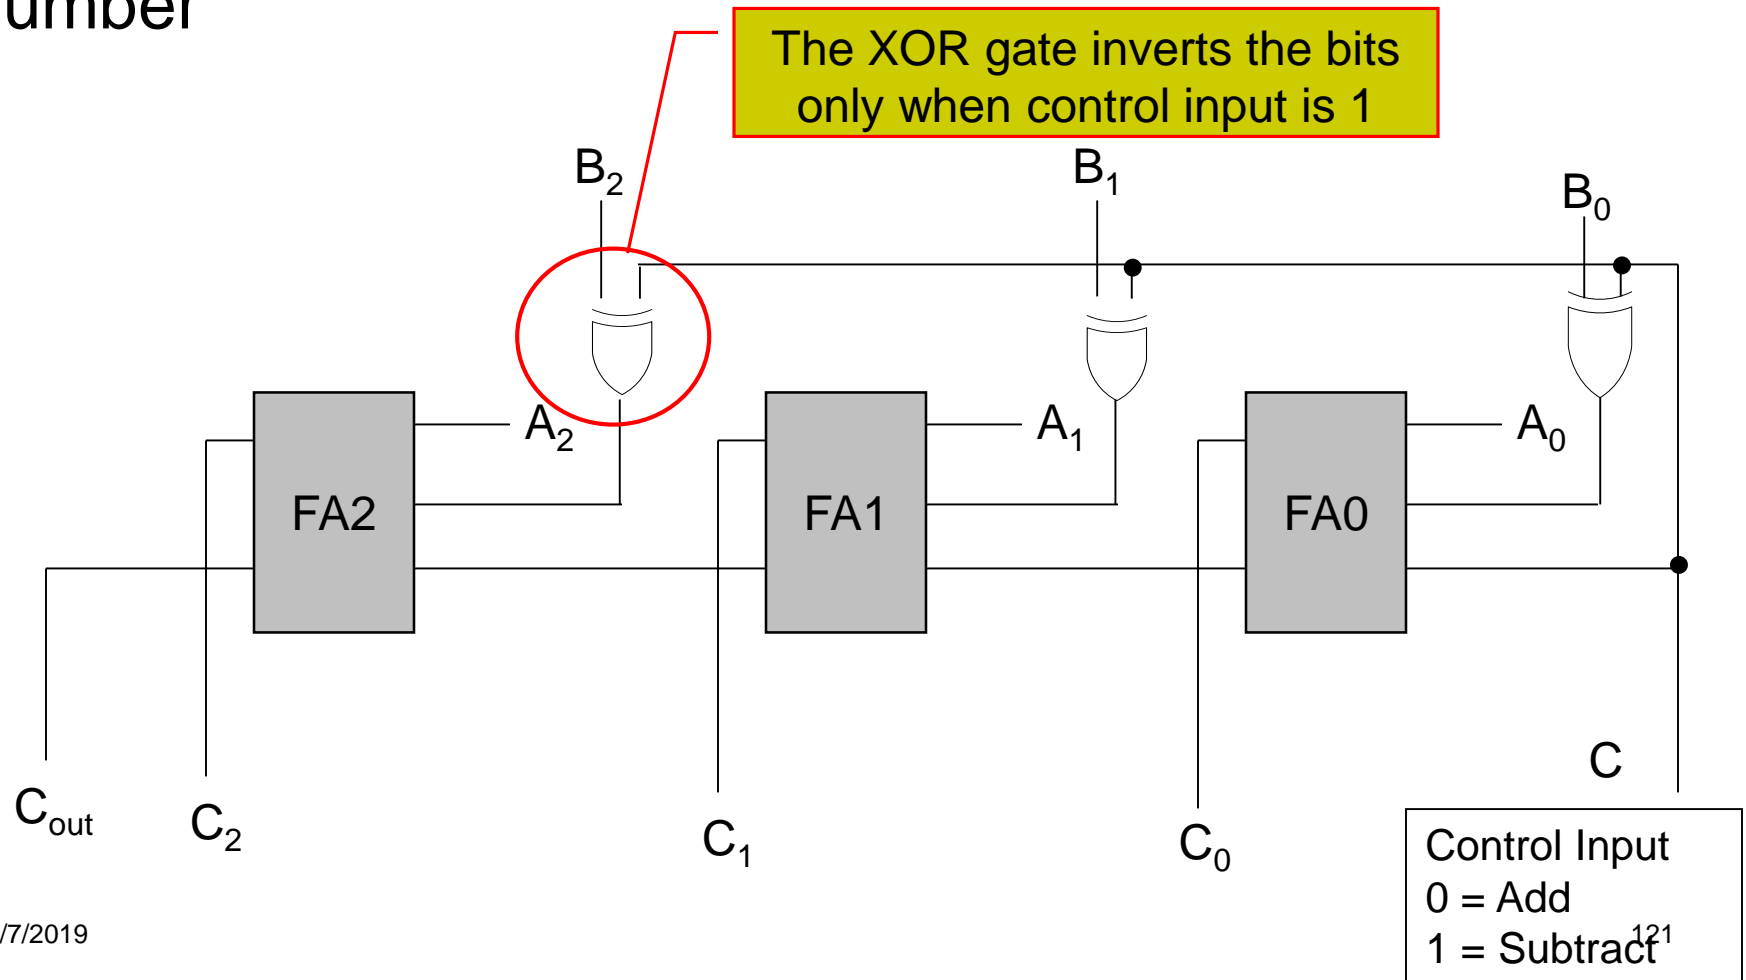 umber
The XOR gate inverts the bits
only when control input is 1
B₂
B₁
B₀
A₂
A₁
A₀
FA2
FA1
FA0
C
Cout
C₂
C₁
C₀
Control Input
0 = Add
1 = Subtract
/7/2019
121